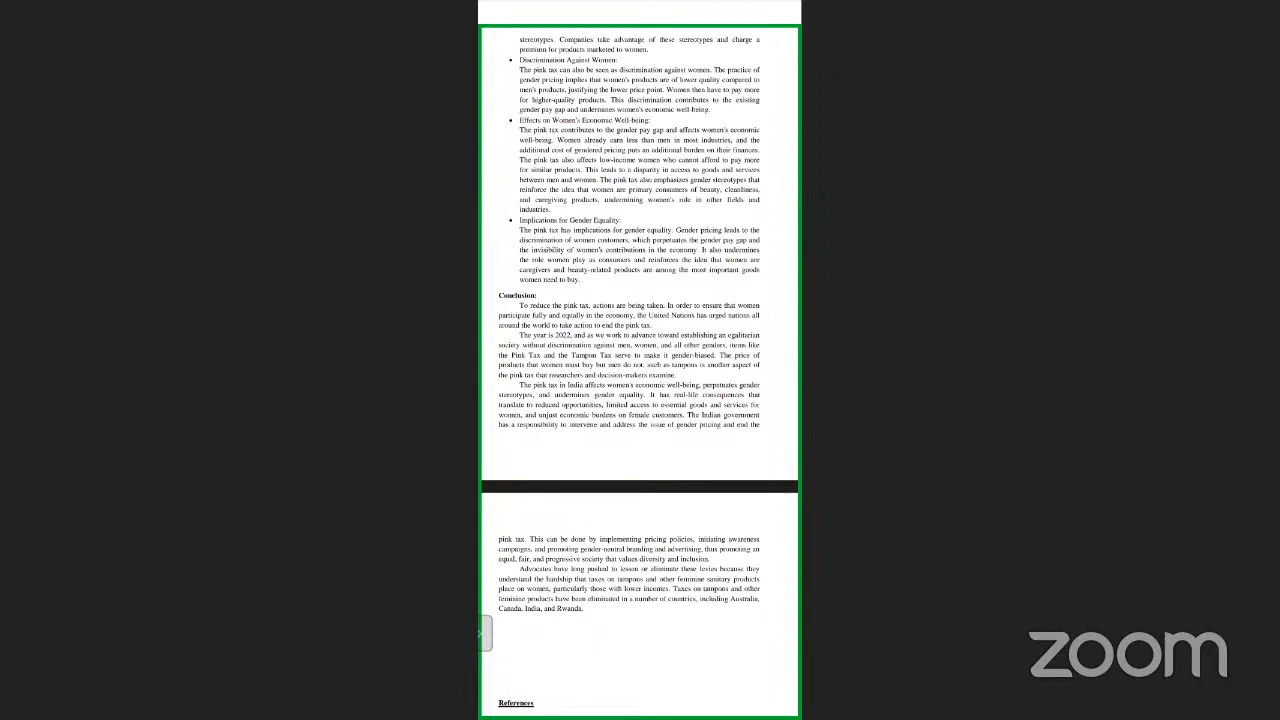 stereotypes. Companies take advantage of these stereotypes and charge a
premium for products marketed to women.
• Discrimination Against Women:
The pink tax can also be seen as discrimination against women. The practice of
gender pricing implies that women's products are of lower quality compared to
men's products, justifying the lower price point. Women then have to pay more
for higher-quality products. This discrimination contributes to the existing
gender pay gap and undermines women's economic well-being.
• Effects on Women's Economic Well-being:
The pink tax contributes to the gender pay gap and affects women's economic
well-being. Women already earn less than men in most industries, and the
additional cost of gendered pricing puts an additional burden on their finances.
The pink tax also affects low-income women who cannot afford to pay more
for similar products. This leads to a disparity in access to goods and services
between men and women. The pink tax also emphasizes gender stereotypes that
reinforce the idea that women are primary consumers of beauty, cleanliness,
and caregiving products, undermining women's role in other fields and
industries.
• Implications for Gender Equality:
The pink tax has implications for gender equality. Gender pricing leads to the
discrimination of women customers, which perpetuates the gender pay gap and
the invisibility of women's contributions in the economy. It also undermines
the role women play as consumers and reinforces the idea that women are
caregivers and beauty-related products are among the most important goods
women need to buy.
Conclusion:
To reduce the pink tax, actions are being taken. In order to ensure that women
participate fully and equally in the economy, the United Nations has urged nations all
around the world to take action to end the pink tax.
The year is 2022, and as we work to advance toward establishing an egalitarian
society without discrimination against men, women, and all other genders, items like
the Pink Tax and the Tampon Tax serve to make it gender-biased. The price of
products that women must buy but men do not, such as tampons is another aspect of
the pink tax that researchers and decision-makers examine.
The pink tax in India affects women's economic well-being, perpetuates gender
stereotypes, and undermines gender equality. It has real-life consequences that
translate to reduced opportunities, limited access to essential goods and services for
women, and unjust economic burdens on female customers. The Indian government
has a responsibility to intervene and address the issue of gender pricing and end the
pink tax. This can be done by implementing pricing policies, initiating awareness
campaigns, and promoting gender-neutral branding and advertising, thus promoting an
equal, fair, and progressive society that values diversity and inclusion.
Advocates have long pushed to lessen or eliminate these levies because they
understand the hardship that taxes on tampons and other feminine sanitary products
place on women, particularly those with lower incomes. Taxes on tampons and other
feminine products have been eliminated in a number of countries, including Australia,
Canada, India, and Rwanda.
zoom
References